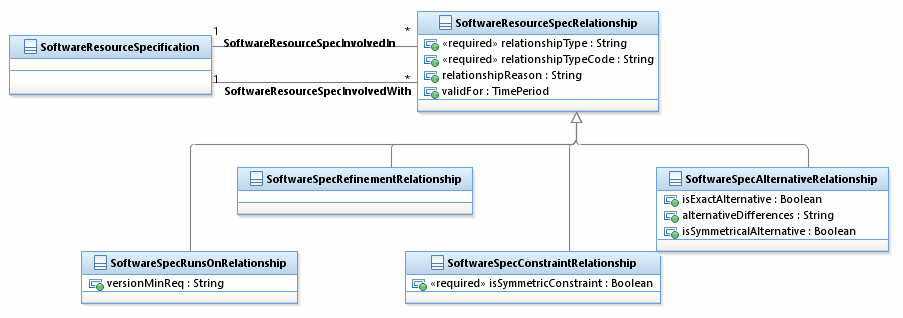 SoftwareResourceSpecification
1
*
SoftwareResourceSpecInvolvedIn
1
*
SoftwareResourceSpecInvolvedWith
SoftwareResourceSpecRelationship
«required» relationshipType : String
«required» relationshipTypeCode : String
relationshipReason : String
validFor : TimePeriod
SoftwareSpecRefinementRelationship
SoftwareSpecAlternativeRelationship
isExactAlternative : Boolean
alternativeDifferences : String
isSymmetricalAlternative : Boolean
SoftwareSpecRunsOnRelationship
versionMinReq : String
SoftwareSpecConstraintRelationship
«required» isSymmetricConstraint : Boolean